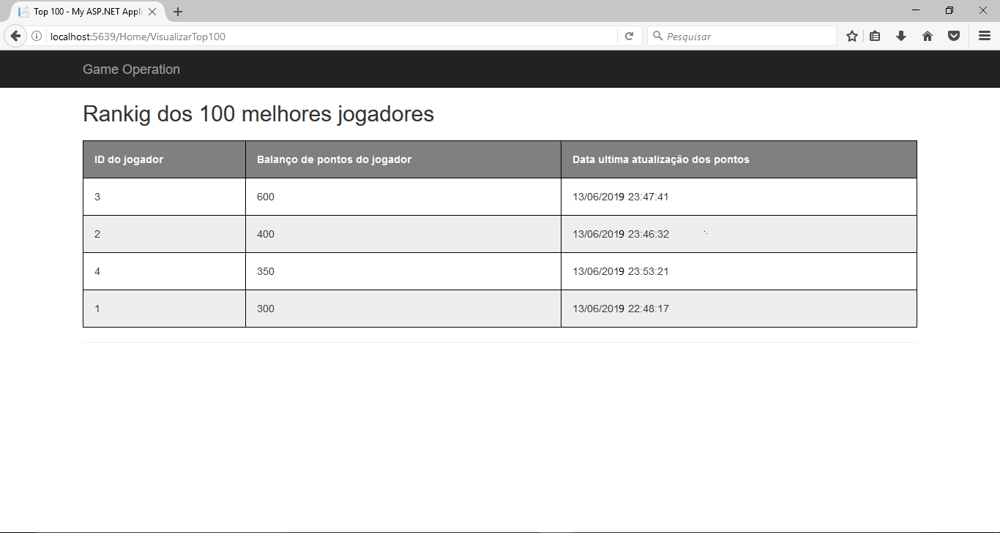 Top 100 - My ASP.NET Appli
localhost:5639/Home/VisualizarTop100
Pesquisar
Game Operation
Rankig dos 100 melhores jogadores
ID do jogador Balanço de pontos do jogador Data ultima atualização dos pontos
3 600 13/06/2019 23:47:41
2 400 13/06/2019 23:46:32
4 350 13/06/2019 23:53:21
1 300 13/06/2019 22:48:17